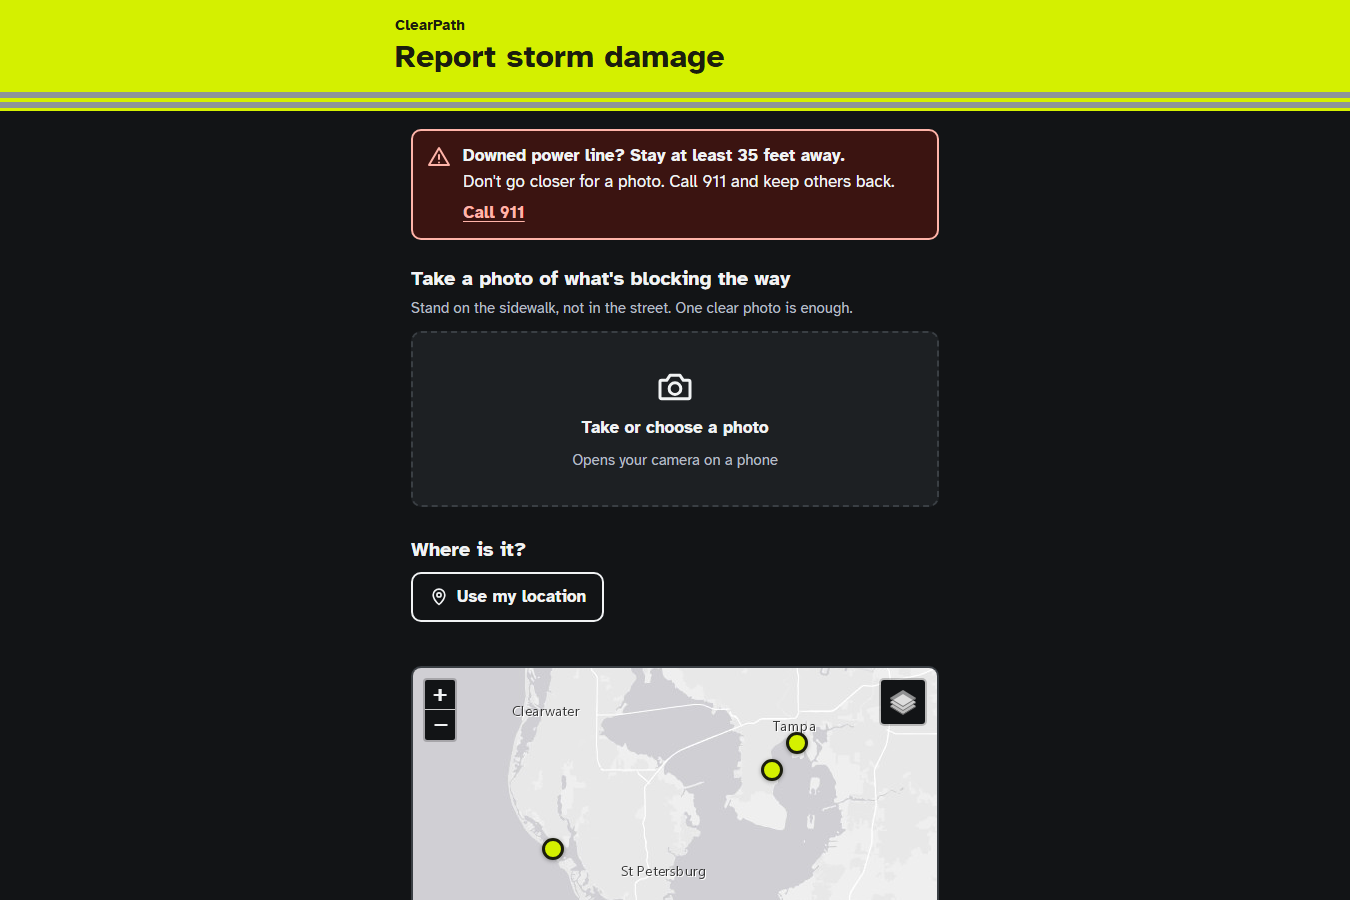 ClearPath
Report storm damage
Downed power line? Stay at least 35 feet away.
Don't go closer for a photo. Call 911 and keep others back.
Call 911
Take a photo of what's blocking the way
Stand on the sidewalk, not in the street. One clear photo is enough.
Take or choose a photo
Opens your camera on a phone
Where is it?
Use my location
+
−
Clearwater
Tampa
St Petersburg